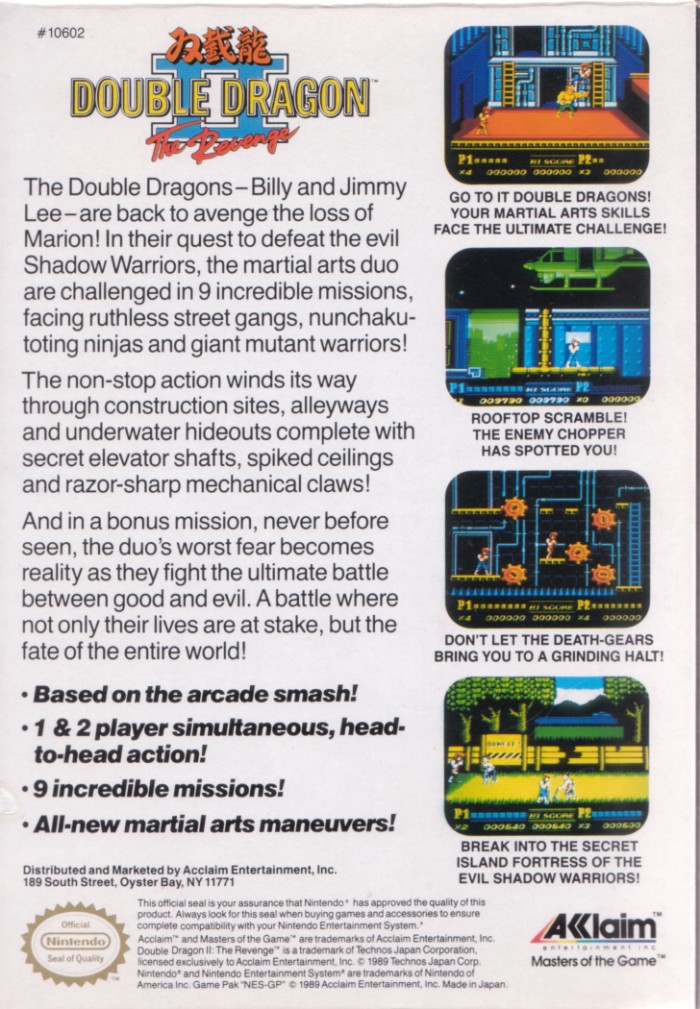 #10602
双截龍
II
DOUBLE DRAGON™
The Revenge
The Double Dragons–Billy and Jimmy
Lee–are back to avenge the loss of
Marion! In their quest to defeat the evil
Shadow Warriors, the martial arts duo
are challenged in 9 incredible missions,
facing ruthless street gangs, nunchaku-
toting ninjas and giant mutant warriors!
The non-stop action winds its way
through construction sites, alleyways
and underwater hideouts complete with
secret elevator shafts, spiked ceilings
and razor-sharp mechanical claws!
And in a bonus mission, never before
seen, the duo's worst fear becomes
reality as they fight the ultimate battle
between good and evil. A battle where
not only their lives are at stake, but the
fate of the entire world!
• Based on the arcade smash!
• 1 & 2 player simultaneous, head-
to-head action!
• 9 incredible missions!
• All-new martial arts maneuvers!
P1 HI SCORE P2
×4 000000 000000 ×3 000000
GO TO IT DOUBLE DRAGONS!
YOUR MARTIAL ARTS SKILLS
FACE THE ULTIMATE CHALLENGE!
P1 HI SCORE P2
003730 003730 ×0 000000
ROOFTOP SCRAMBLE!
THE ENEMY CHOPPER
HAS SPOTTED YOU!
P1 HI SCORE P2
×4 000000 000000 ×4 000000
DON'T LET THE DEATH-GEARS
BRING YOU TO A GRINDING HALT!
DANGER
P1 HI SCORE P2
×2 000640 000640 ×3 000600
BREAK INTO THE SECRET
ISLAND FORTRESS OF THE
EVIL SHADOW WARRIORS!
Distributed and Marketed by Acclaim Entertainment, Inc.
189 South Street, Oyster Bay, NY 11771
Official
Nintendo
Seal of Quality
™
This official seal is your assurance that Nintendo® has approved the quality of this
product. Always look for this seal when buying games and accessories to ensure
complete compatibility with your Nintendo Entertainment System.®
Acclaim™ and Masters of the Game™ are trademarks of Acclaim Entertainment, Inc.
Double Dragon II: The Revenge™ is a trademark of Technos Japan Corporation,
licensed exclusively to Acclaim Entertainment, Inc. © 1989 Technos Japan Corp.
Nintendo® and Nintendo Entertainment System® are trademarks of Nintendo of
America Inc. Game Pak "NES-GP" © 1989 Acclaim Entertainment, Inc. Made in Japan.
AKlaim™
entertainment inc.
Masters of the Game™